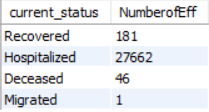 current_status NumberofEff
Recovered 181
Hospitalized 27662
Deceased 46
Migrated 1